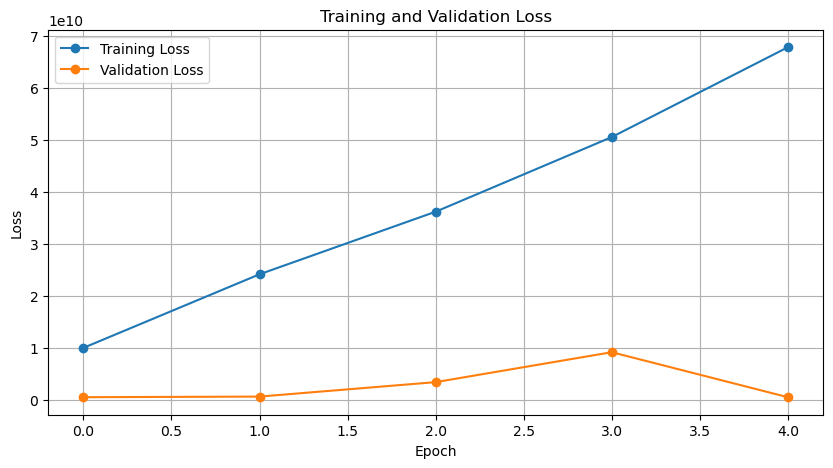 Training and Validation Loss
1e10
Training Loss
Validation Loss
7
6
5
4
3
2
1
0
Loss
0.0 0.5 1.0 1.5 2.0 2.5 3.0 3.5 4.0
Epoch